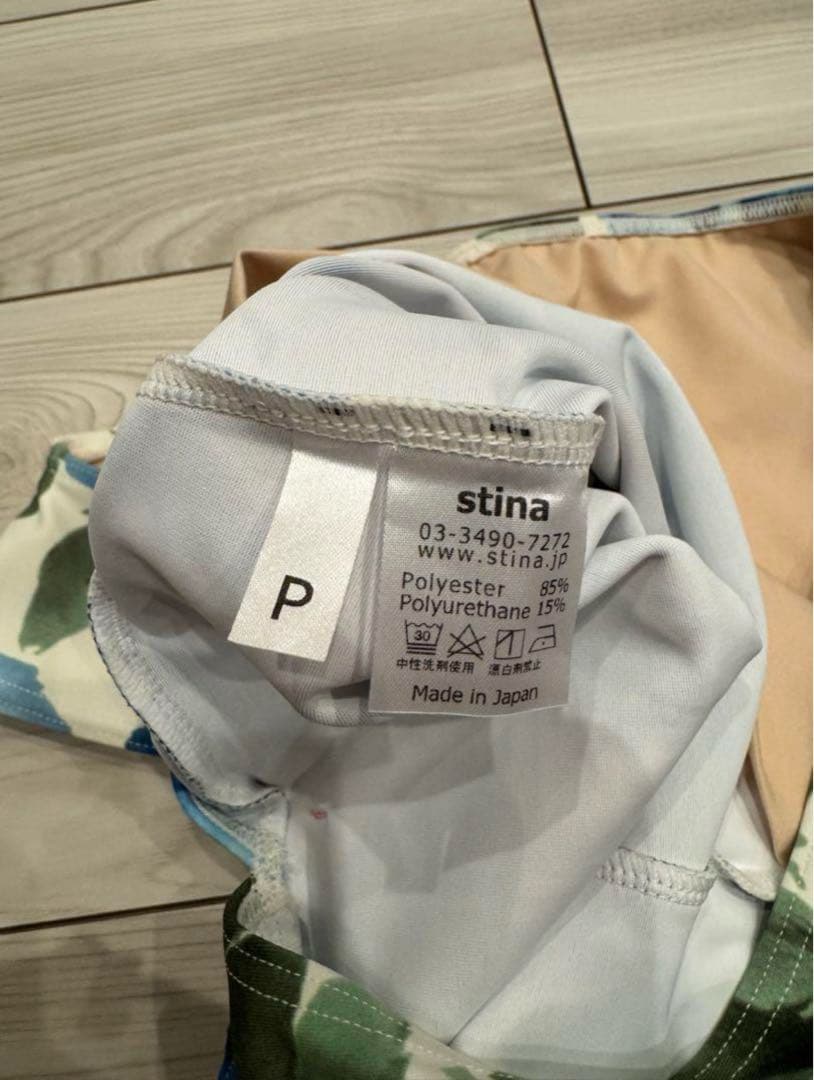 P
stina
03-3490-7272
www.stina.jp
Polyester 85%
Polyurethane 15%
30
中性洗剤使用 漂白剤禁止
Made in Japan